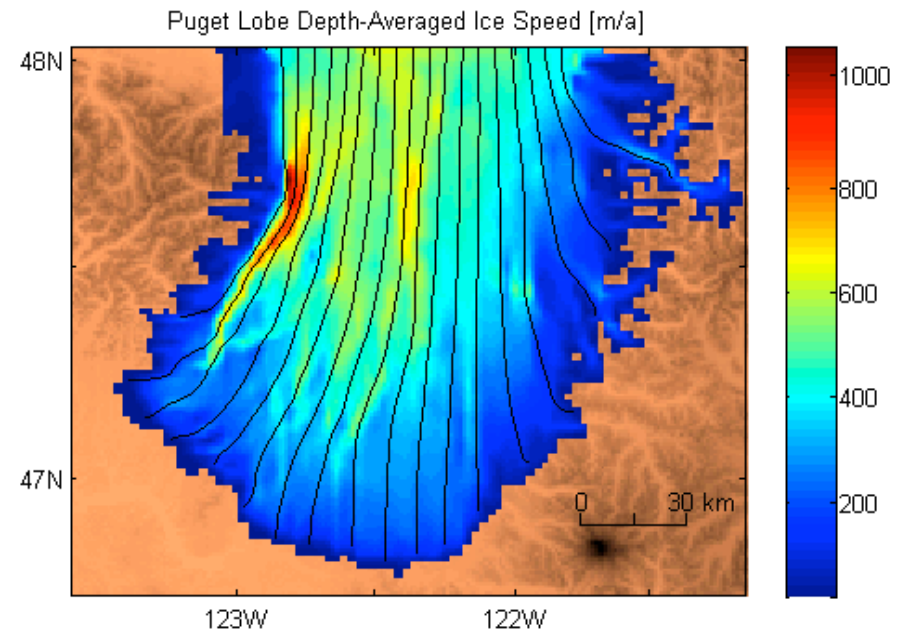 Puget Lobe Depth-Averaged Ice Speed [m/a]
48N
47N
123W
122W
0 30 km
1000
800
600
400
200